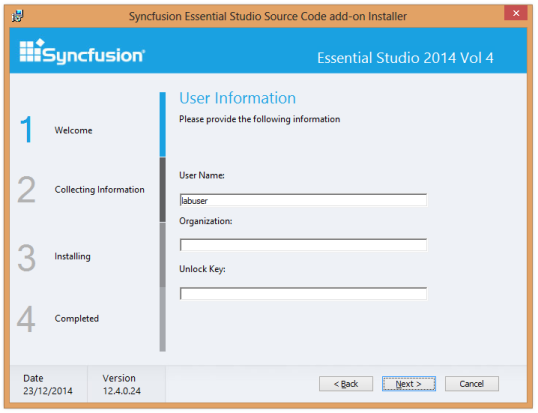 Syncfusion Essential Studio Source Code add-on Installer
Syncfusion®
Essential Studio 2014 Vol 4
1 Welcome
2 Collecting Information
3 Installing
4 Completed
User Information
Please provide the following information
User Name:
labuser
Organization:
Unlock Key:
Date
23/12/2014
Version
12.4.0.24
< Back
Next >
Cancel